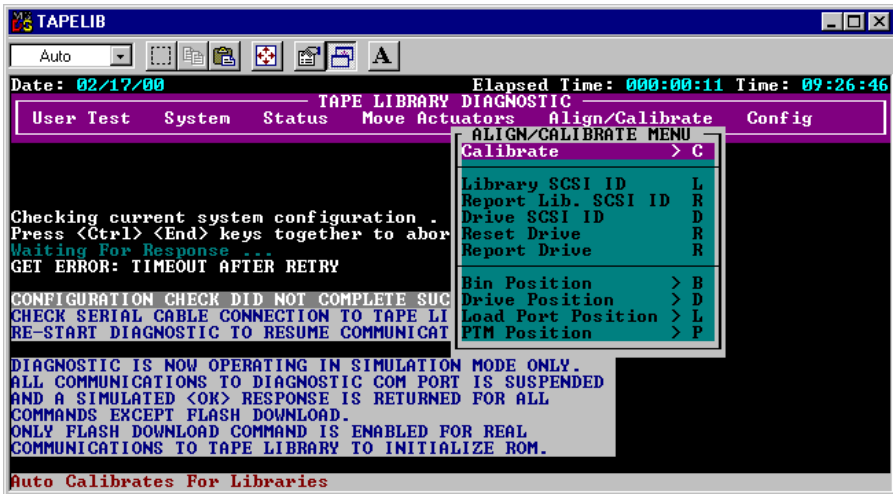 TAPELIB
Auto
A
Date: 02/17/00 Elapsed Time: 000:00:11 Time: 09:26:46
TAPE LIBRARY DIAGNOSTIC
User Test System Status Move Actuators Align/Calibrate Config
ALIGN/CALIBRATE MENU
Calibrate > C
Library SCSI ID L
Report Lib. SCSI ID R
Drive SCSI ID D
Reset Drive R
Report Drive R
Bin Position > B
Drive Position > D
Load Port Position > L
PTM Position > P
Checking current system configuration .
Press <Ctrl> <End> keys together to abor
Waiting For Response ...
GET ERROR: TIMEOUT AFTER RETRY
CONFIGURATION CHECK DID NOT COMPLETE SUC
CHECK SERIAL CABLE CONNECTION TO TAPE LI
RE-START DIAGNOSTIC TO RESUME COMMUNICAT
DIAGNOSTIC IS NOW OPERATING IN SIMULATION MODE ONLY.
ALL COMMUNICATIONS TO DIAGNOSTIC COM PORT IS SUSPENDED
AND A SIMULATED <OK> RESPONSE IS RETURNED FOR ALL
COMMANDS EXCEPT FLASH DOWNLOAD.
ONLY FLASH DOWNLOAD COMMAND IS ENABLED FOR REAL
COMMUNICATIONS TO TAPE LIBRARY TO INITIALIZE ROM.
Auto Calibrates For Libraries